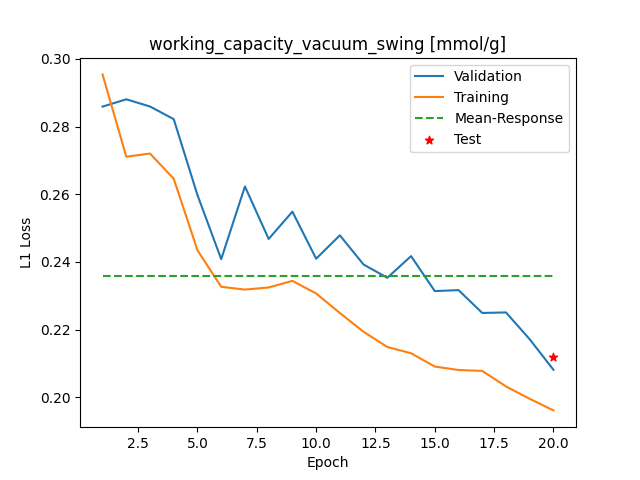 working_capacity_vacuum_swing [mmol/g]
Validation
Training
Mean-Response
Test
L1 Loss
0.30
0.28
0.26
0.24
0.22
0.20
2.5 5.0 7.5 10.0 12.5 15.0 17.5 20.0
Epoch